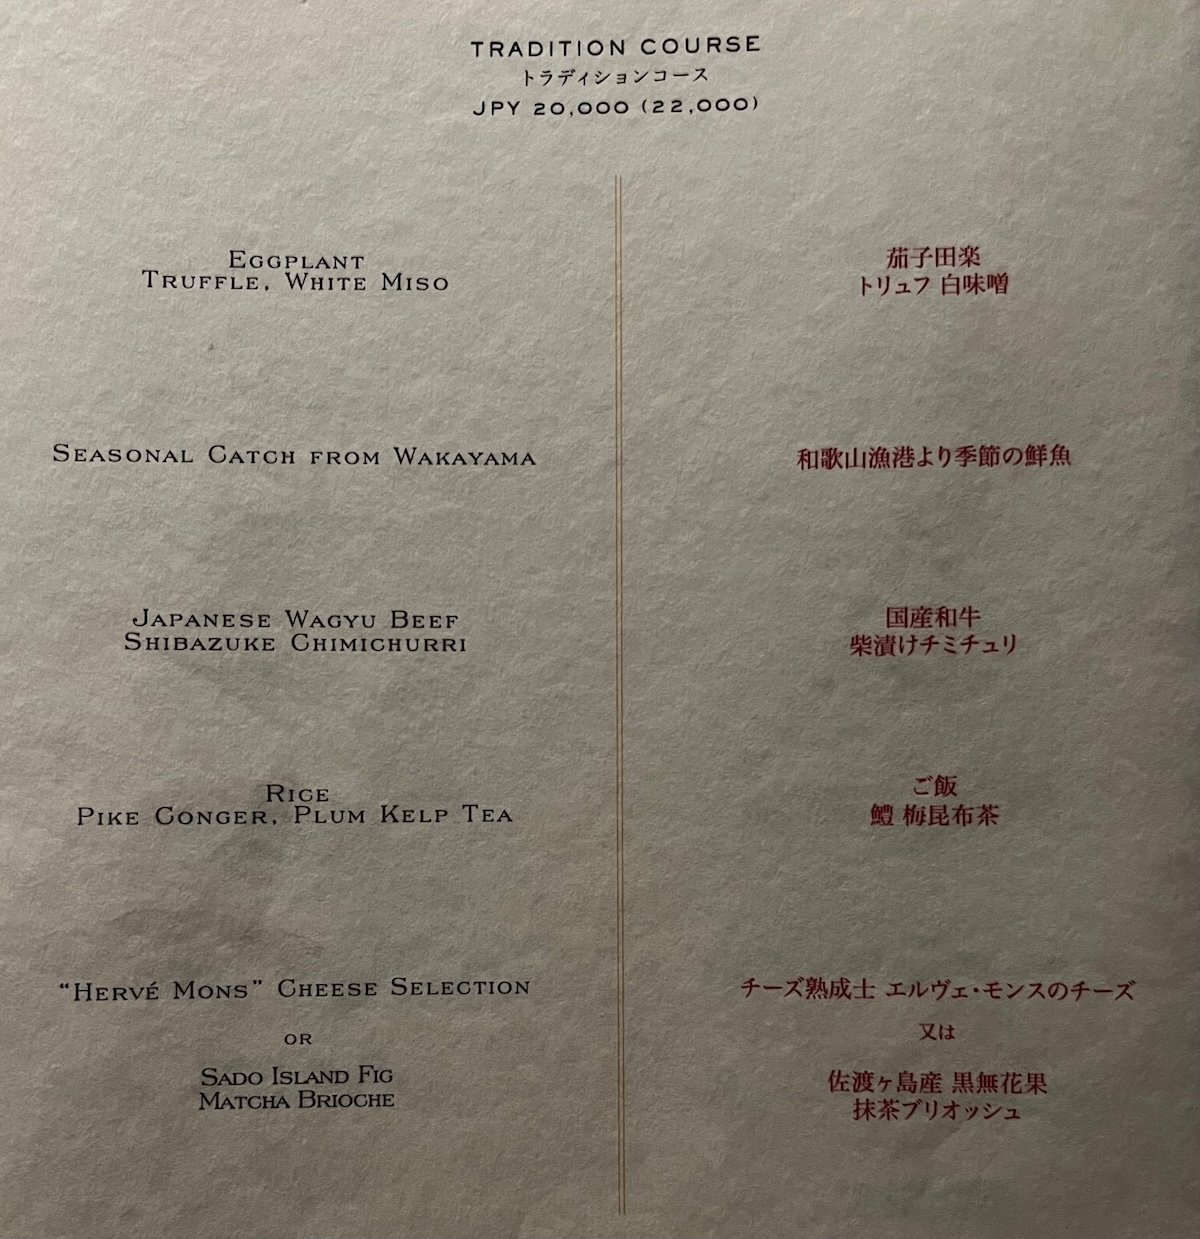 TRADITION COURSE
トラディションコース
JPY 20,000 (22,000)
EGGPLANT
TRUFFLE, WHITE MISO
茄子田楽
トリュフ 白味噌
SEASONAL CATCH FROM WAKAYAMA
和歌山漁港より季節の鮮魚
JAPANESE WAGYU BEEF
SHIBAZUKE CHIMICHURRI
国産和牛
柴漬けチミチュリ
RICE
PIKE CONGER, PLUM KELP TEA
ご飯
鱧 梅昆布茶
“HERVÉ MONS” CHEESE SELECTION
チーズ熟成士 エルヴェ・モンスのチーズ
OR
又は
SADO ISLAND FIG
MATCHA BRIOCHE
佐渡ヶ島産 黒無花果
抹茶ブリオッシュ